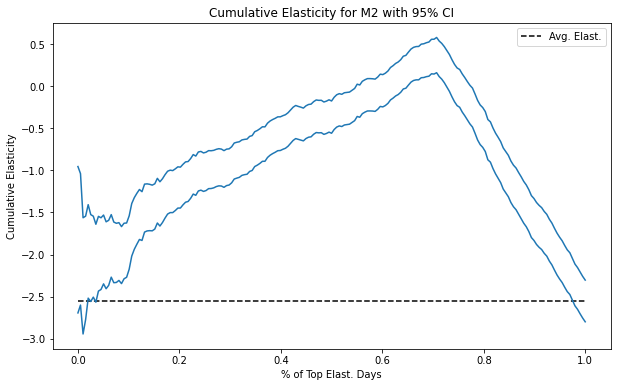 Cumulative Elasticity for M2 with 95% CI
Avg. Elast.
Cumulative Elasticity
0.5
0.0
−0.5
−1.0
−1.5
−2.0
−2.5
−3.0
0.0 0.2 0.4 0.6 0.8 1.0
% of Top Elast. Days